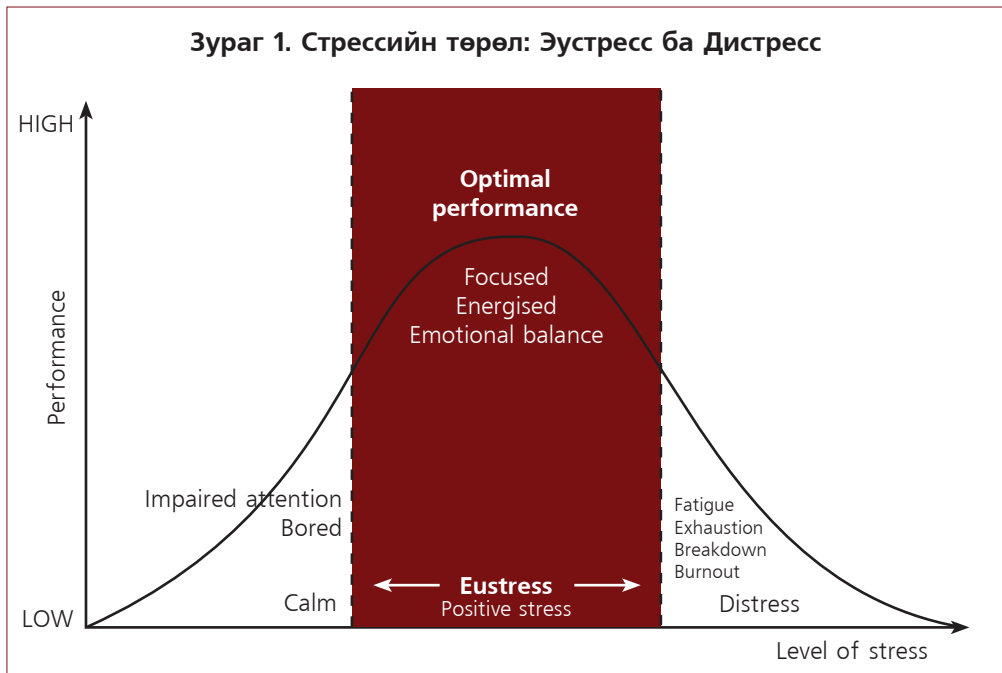 Зураг 1. Стрессийн төрөл: Эустресс ба Дистресс
HIGH
Performance
LOW
Impaired attention
Bored
Calm
Optimal
performance
Focused
Energised
Emotional balance
Eustress
Positive stress
Fatigue
Exhaustion
Breakdown
Burnout
Distress
Level of stress